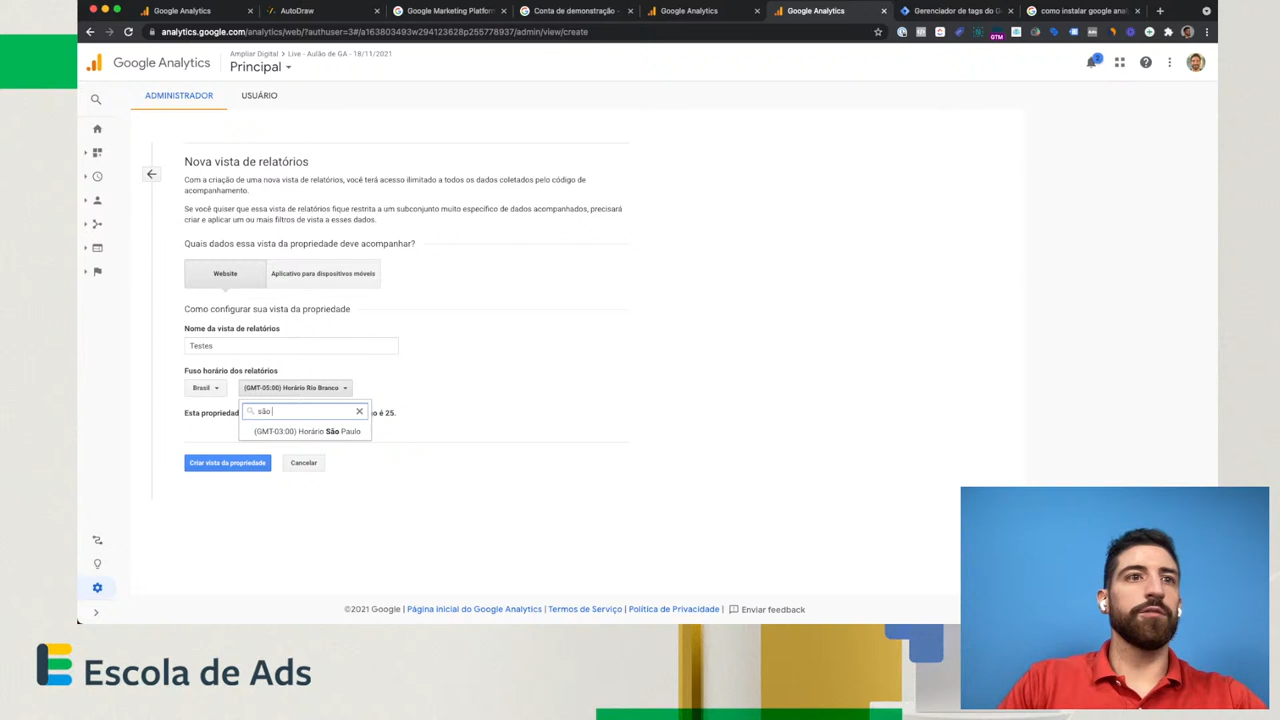 Google Analytics
AutoDraw
Google Marketing Platfor
Conta de demonstração -
Google Analytics
Google Analytics
Gerenciador de tags do G
como instalar google ana
analytics.google.com/analytics/web/?authuser=3#/a163803493w294123628p255778937/admin/view/create
Google Analytics
Ampliar Digital > Live - Aulão de GA - 18/11/2021
Principal
2
ADMINISTRADOR
USUÁRIO
Nova vista de relatórios
Com a criação de uma nova vista de relatórios, você terá acesso ilimitado a todos os dados coletados pelo código de
acompanhamento.
Se você quiser que essa vista de relatórios fique restrita a um subconjunto muito específico de dados acompanhados, precisará
criar e aplicar um ou mais filtros de vista a esses dados.
Quais dados essa vista da propriedade deve acompanhar?
Website
Aplicativo para dispositivos móveis
Como configurar sua vista da propriedade
Nome da vista de relatórios
Testes
Fuso horário dos relatórios
Brasil
(GMT-05:00) Horário Rio Branco
são
Esta propriedad
o é 25.
(GMT-03:00) Horário São Paulo
Criar vista da propriedade
Cancelar
©2021 Google | Página inicial do Google Analytics | Termos de Serviço | Política de Privacidade | Enviar feedback
Escola de Ads